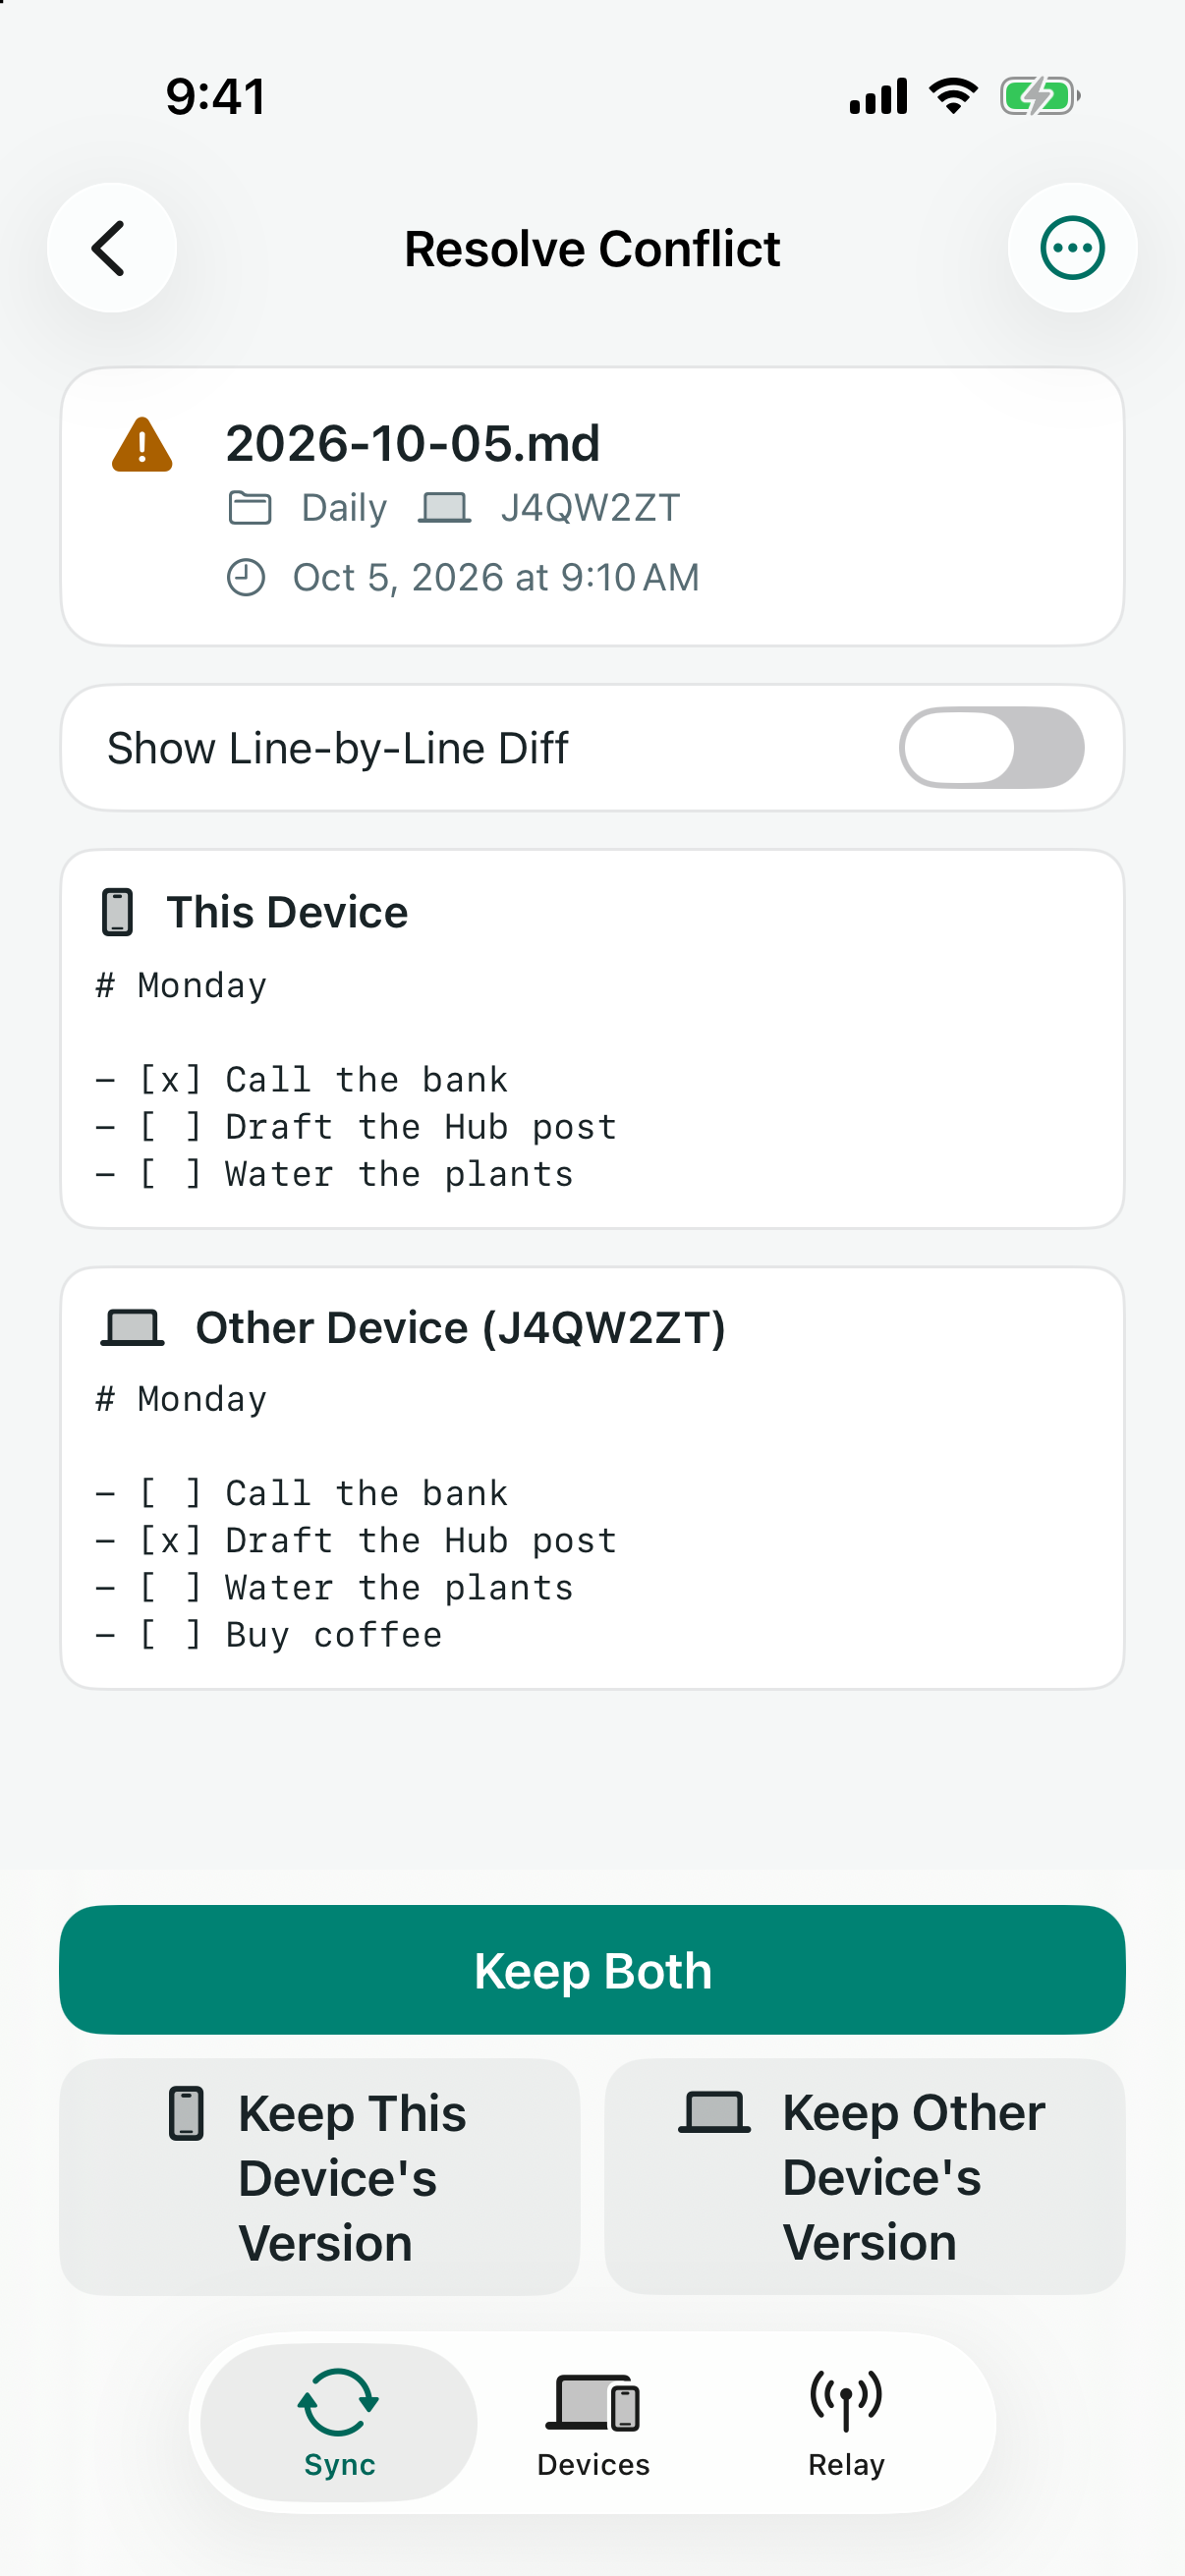 9:41
Resolve Conflict
2026-10-05.md
Daily J4QW2ZT
Oct 5, 2026 at 9:10 AM
Show Line-by-Line Diff
This Device
# Monday
- [x] Call the bank
- [ ] Draft the Hub post
- [ ] Water the plants
Other Device (J4QW2ZT)
# Monday
- [ ] Call the bank
- [x] Draft the Hub post
- [ ] Water the plants
- [ ] Buy coffee
Keep Both
Keep This
Device's
Version
Keep Other
Device's
Version
Sync Devices Relay